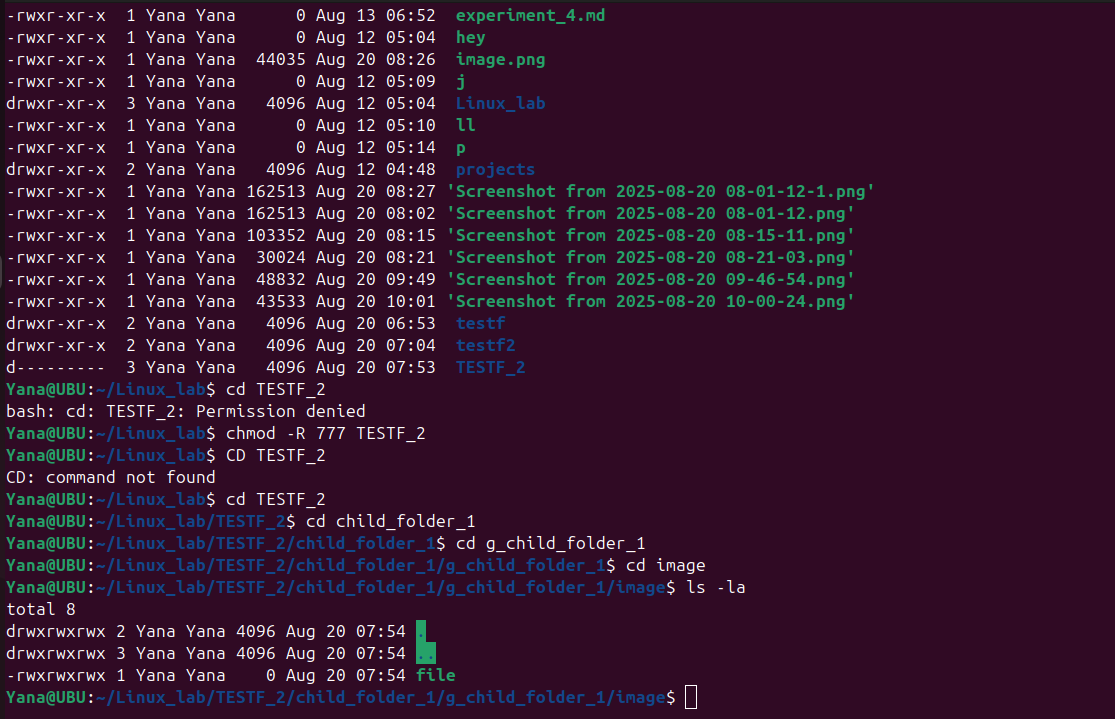 -rwxr-xr-x  1 Yana Yana      0 Aug 13 06:52  experiment_4.md
-rwxr-xr-x  1 Yana Yana      0 Aug 12 05:04  hey
-rwxr-xr-x  1 Yana Yana  44035 Aug 20 08:26  image.png
-rwxr-xr-x  1 Yana Yana      0 Aug 12 05:09  j
drwxr-xr-x  3 Yana Yana   4096 Aug 12 05:04  Linux_lab
-rwxr-xr-x  1 Yana Yana      0 Aug 12 05:10  ll
-rwxr-xr-x  1 Yana Yana      0 Aug 12 05:14  p
drwxr-xr-x  2 Yana Yana   4096 Aug 12 04:48  projects
-rwxr-xr-x  1 Yana Yana 162513 Aug 20 08:27 'Screenshot from 2025-08-20 08-01-12-1.png'
-rwxr-xr-x  1 Yana Yana 162513 Aug 20 08:02 'Screenshot from 2025-08-20 08-01-12.png'
-rwxr-xr-x  1 Yana Yana 103352 Aug 20 08:15 'Screenshot from 2025-08-20 08-15-11.png'
-rwxr-xr-x  1 Yana Yana  30024 Aug 20 08:21 'Screenshot from 2025-08-20 08-21-03.png'
-rwxr-xr-x  1 Yana Yana  48832 Aug 20 09:49 'Screenshot from 2025-08-20 09-46-54.png'
-rwxr-xr-x  1 Yana Yana  43533 Aug 20 10:01 'Screenshot from 2025-08-20 10-00-24.png'
drwxr-xr-x  2 Yana Yana   4096 Aug 20 06:53  testf
drwxr-xr-x  2 Yana Yana   4096 Aug 20 07:04  testf2
d---------  3 Yana Yana   4096 Aug 20 07:53  TESTF_2
Yana@UBU:~/Linux_lab$ cd TESTF_2
bash: cd: TESTF_2: Permission denied
Yana@UBU:~/Linux_lab$ chmod -R 777 TESTF_2
Yana@UBU:~/Linux_lab$ CD TESTF_2
CD: command not found
Yana@UBU:~/Linux_lab$ cd TESTF_2
Yana@UBU:~/Linux_lab/TESTF_2$ cd child_folder_1
Yana@UBU:~/Linux_lab/TESTF_2/child_folder_1$ cd g_child_folder_1
Yana@UBU:~/Linux_lab/TESTF_2/child_folder_1/g_child_folder_1$ cd image
Yana@UBU:~/Linux_lab/TESTF_2/child_folder_1/g_child_folder_1/image$ ls -la
total 8
drwxrwxrwx 2 Yana Yana 4096 Aug 20 07:54 .
drwxrwxrwx 3 Yana Yana 4096 Aug 20 07:54 ..
-rwxrwxrwx 1 Yana Yana    0 Aug 20 07:54 file
Yana@UBU:~/Linux_lab/TESTF_2/child_folder_1/g_child_folder_1/image$